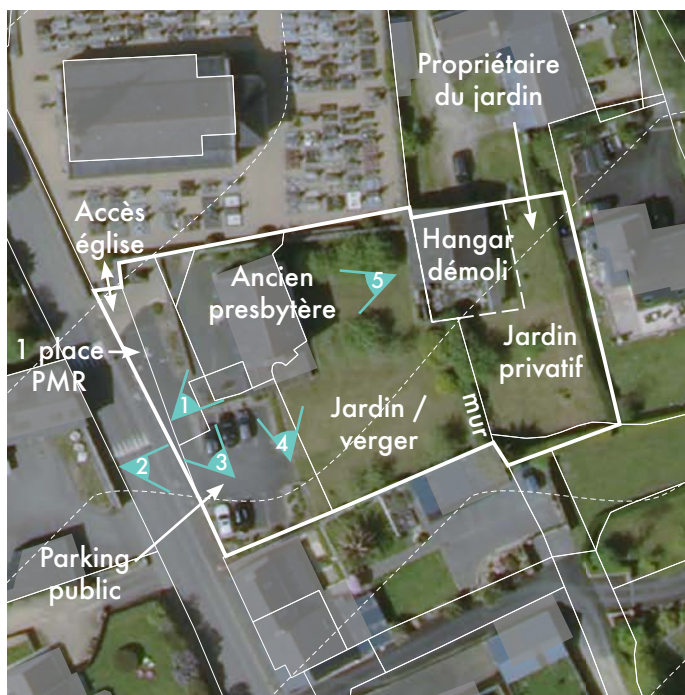 Propriétaire
du jardin
Accès
église
Hangar
démoli
Ancien
presbytère
5
1 place
PMR
Jardin
privatif
1
Jardin /
verger
mur
4
2
3
Parking
public